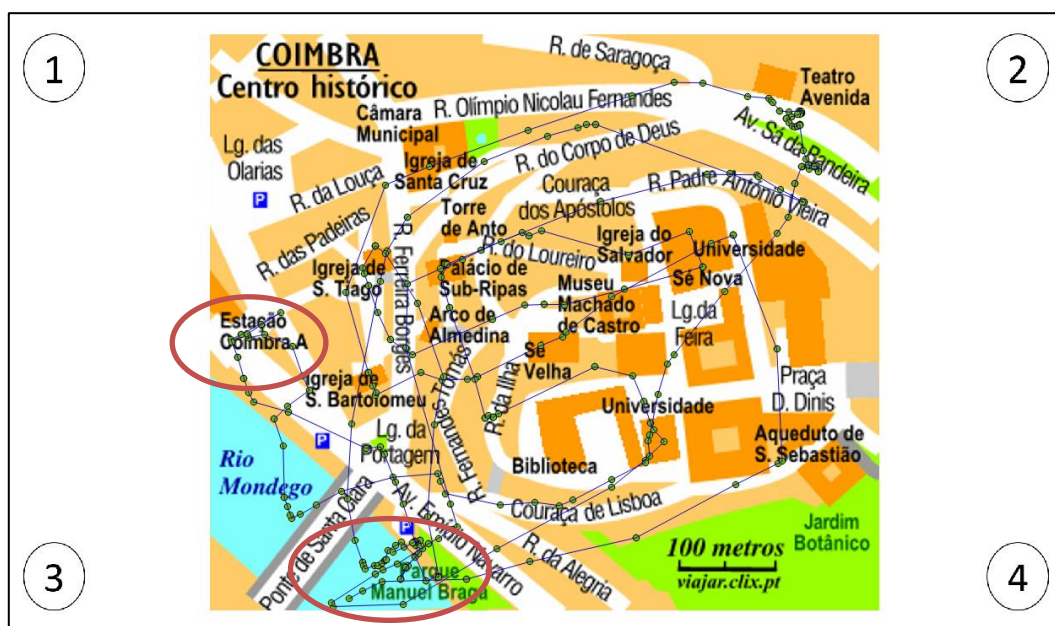 1
2
3
4
COIMBRA
Centro histórico
R. de Saragoça
Teatro
Avenida
R. Olímpio Nicolau Fernandes
Câmara
Municipal
Av. Sá da Bandeira
Lg. das
Olarias
R. do Corpo de Deus
Igreja de
Santa Cruz
R. da Louça
P
Couraça
dos Apóstolos
R. Padre António Vieira
Torre
de Anto
R. das Padeiras
R. Ferreira Borges
R. do Loureiro
Igreja do
Salvador
Universidade
Igreja de
S. Tiago
Palácio de
Sub-Ripas
Museu
Machado
de Castro
Sé Nova
Estação
Coimbra A
Arco de
Almedina
Lg. da
Feira
Sé
Velha
R. da Ilha
R. Fernandes Tomás
Igreja de
S. Bartolomeu
Praça
D. Dinis
Universidade
Lg. da
Portagem
P
Aqueduto de
S. Sebastião
Rio
Mondego
Biblioteca
Couraça de Lisboa
Av. Emídio Navarro
Ponte de Santa Clara
P
R. da Alegria
Jardim
Botânico
100 metros
viajar.clix.pt
Parque
Manuel Braga